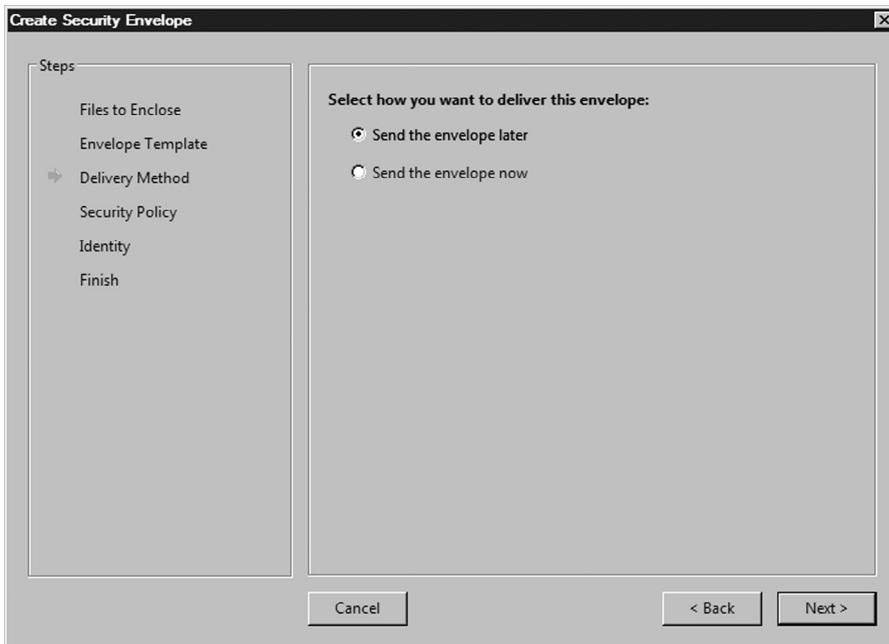 Create Security Envelope
Steps
Files to Enclose
Envelope Template
Delivery Method
Security Policy
Identity
Finish
Select how you want to deliver this envelope:
Send the envelope later
Send the envelope now
Cancel
< Back
Next >